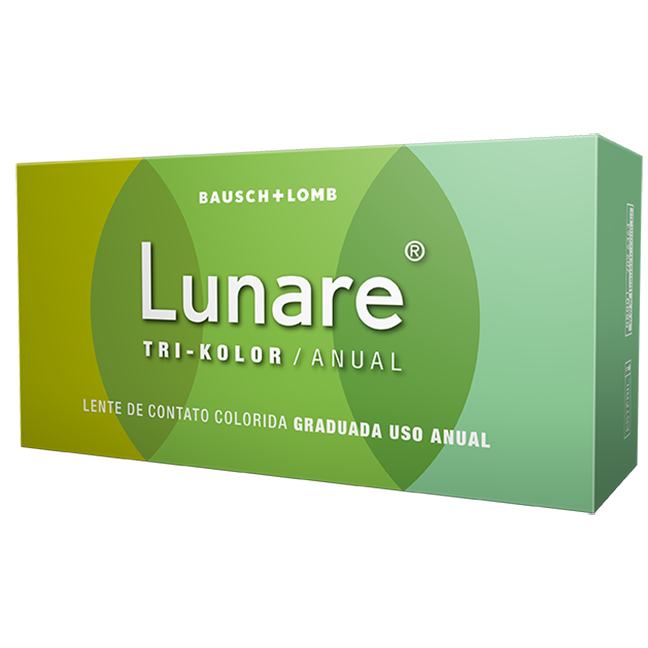 BAUSCH+LOMB
Lunare®
TRI-KOLOR / ANUAL
LENTE DE CONTATO COLORIDA GRADUADA USO ANUAL